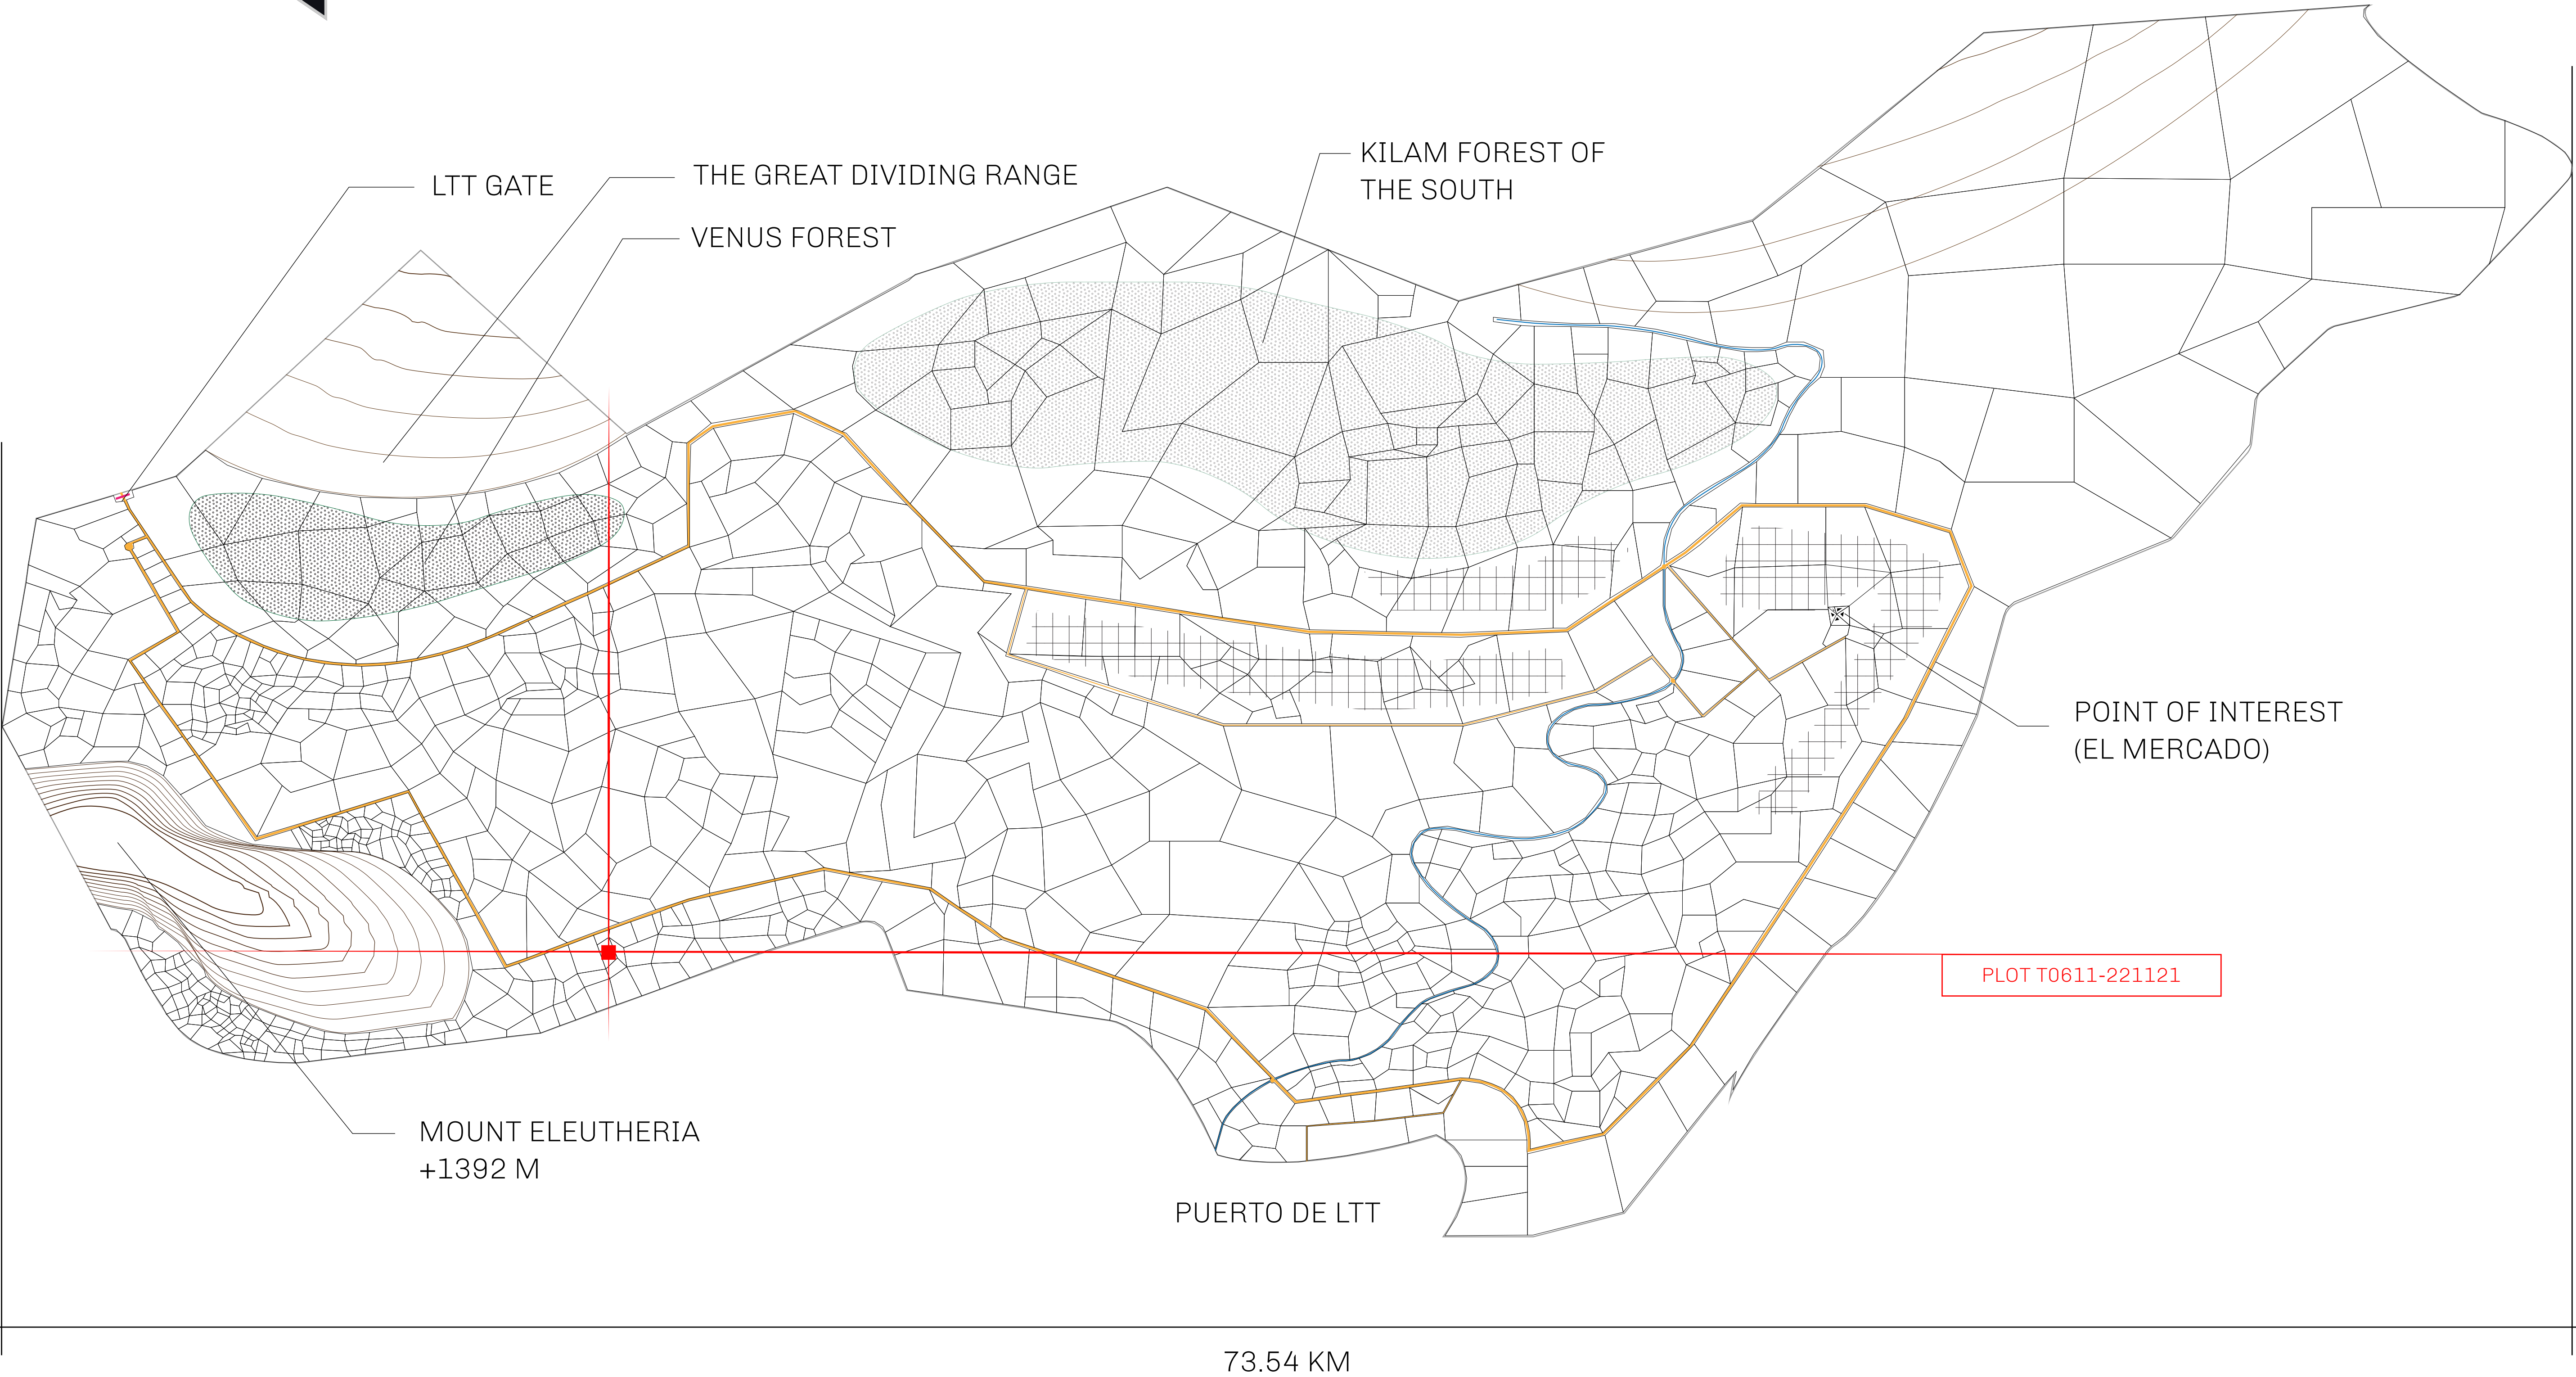 KILAM FOREST OF
THE SOUTH
THE GREAT DIVIDING RANGE
LTT GATE
VENUS FOREST
POINT OF INTEREST
(EL MERCADO)
PLOT T0611-221121
MOUNT ELEUTHERIA
+1392 M
PUERTO DE LTT
73.54 KM